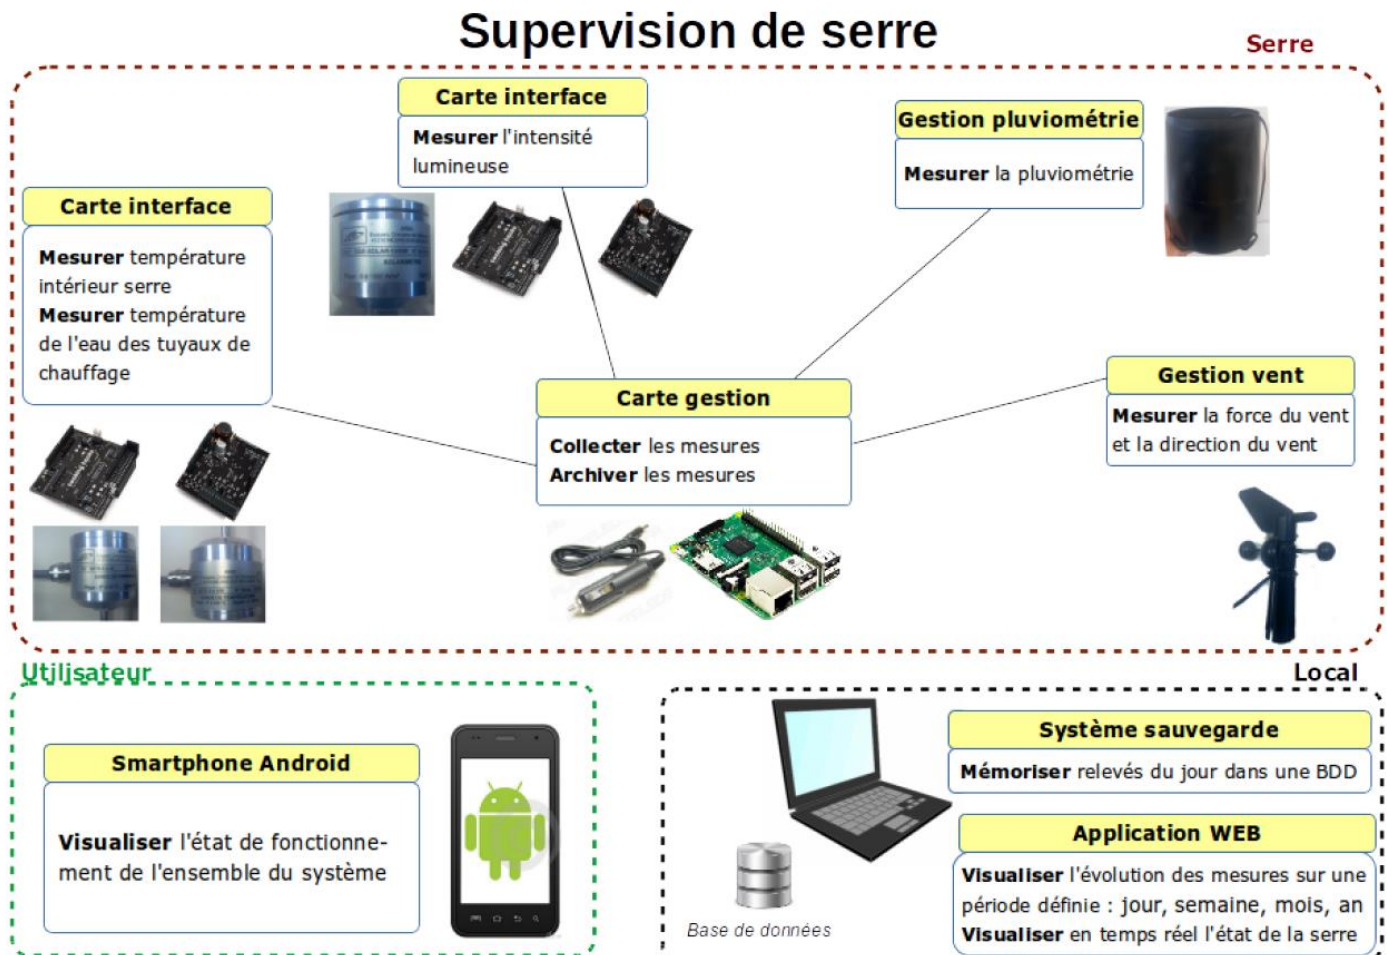 Supervision de serre
Serre
Carte interface
Mesurer l'intensité
lumineuse
Gestion pluviométrie
Mesurer la pluviométrie
Carte interface
Mesurer température
intérieur serre
Mesurer température
de l'eau des tuyaux de
chauffage
Carte gestion
Collecter les mesures
Archiver les mesures
Gestion vent
Mesurer la force du vent
et la direction du vent
Utilisateur
Smartphone Android
Visualiser l'état de fonctionne-
ment de l'ensemble du système
Local
Système sauvegarde
Mémoriser relevés du jour dans une BDD
Application WEB
Visualiser l'évolution des mesures sur une
période définie : jour, semaine, mois, an
Visualiser en temps réel l'état de la serre
Base de données